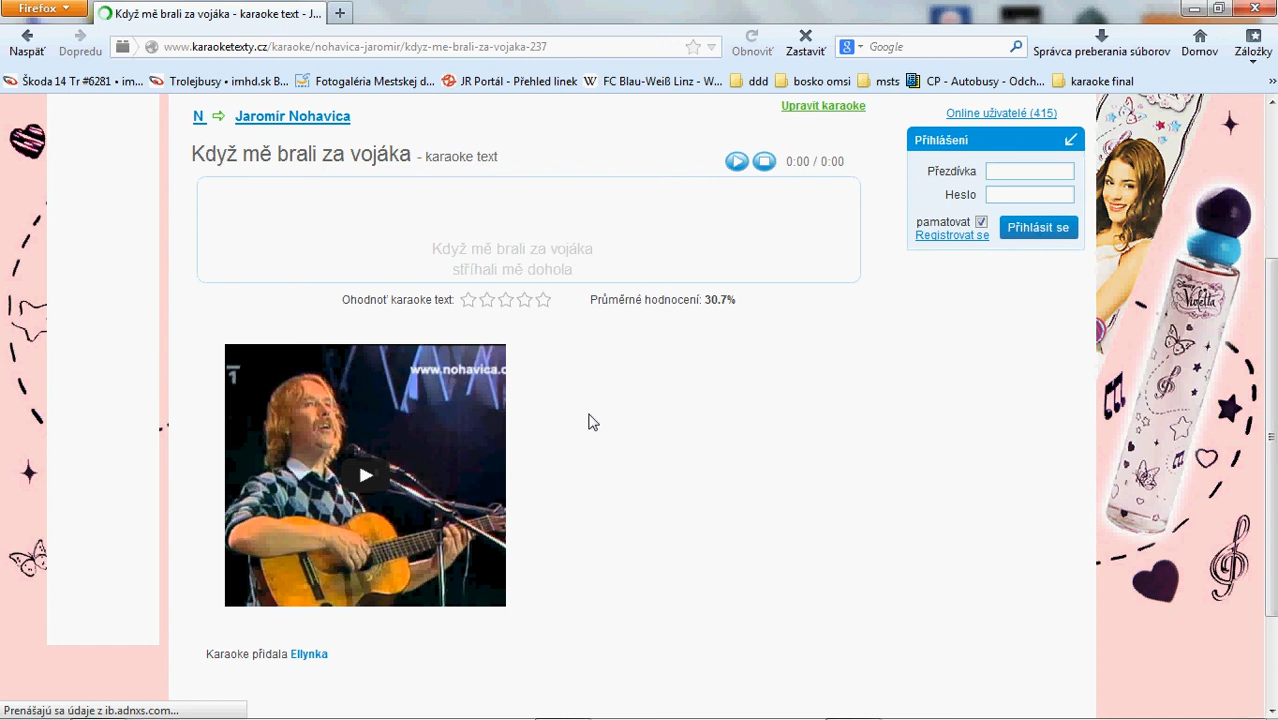 Firefox
Když mě brali za vojáka - karaoke text - J...
Naspäť
Dopredu
www.karaoketexty.cz/karaoke/nohavica-jaromir/kdyz-me-brali-za-vojaka-237
Obnoviť
Zastaviť
Google
Správca preberania súborov
Domov
Záložky
Škoda 14 Tr #6281 • im...
Trolejbusy • imhd.sk B...
Fotogaléria Mestskej d...
JR Portál - Přehled linek
FC Blau-Weiß Linz - W...
ddd
bosko omsi
msts
CP - Autobusy - Odch...
karaoke final
N
Jaromír Nohavica
Upravit karaoke
Online uživatelé (415)
Když mě brali za vojáka - karaoke text
0:00 / 0:00
Přihlášení
Přezdívka
Heslo
pamatovat
Registrovat se
Přihlásit se
Když mě brali za vojáka
stříhali mě dohola
Ohodnoť karaoke text:
Průměrné hodnocení: 30.7%
1
www.nohavica.c
Disney
Violetta
Karaoke přidala Ellynka
Prenášajú sa údaje z ib.adnxs.com...